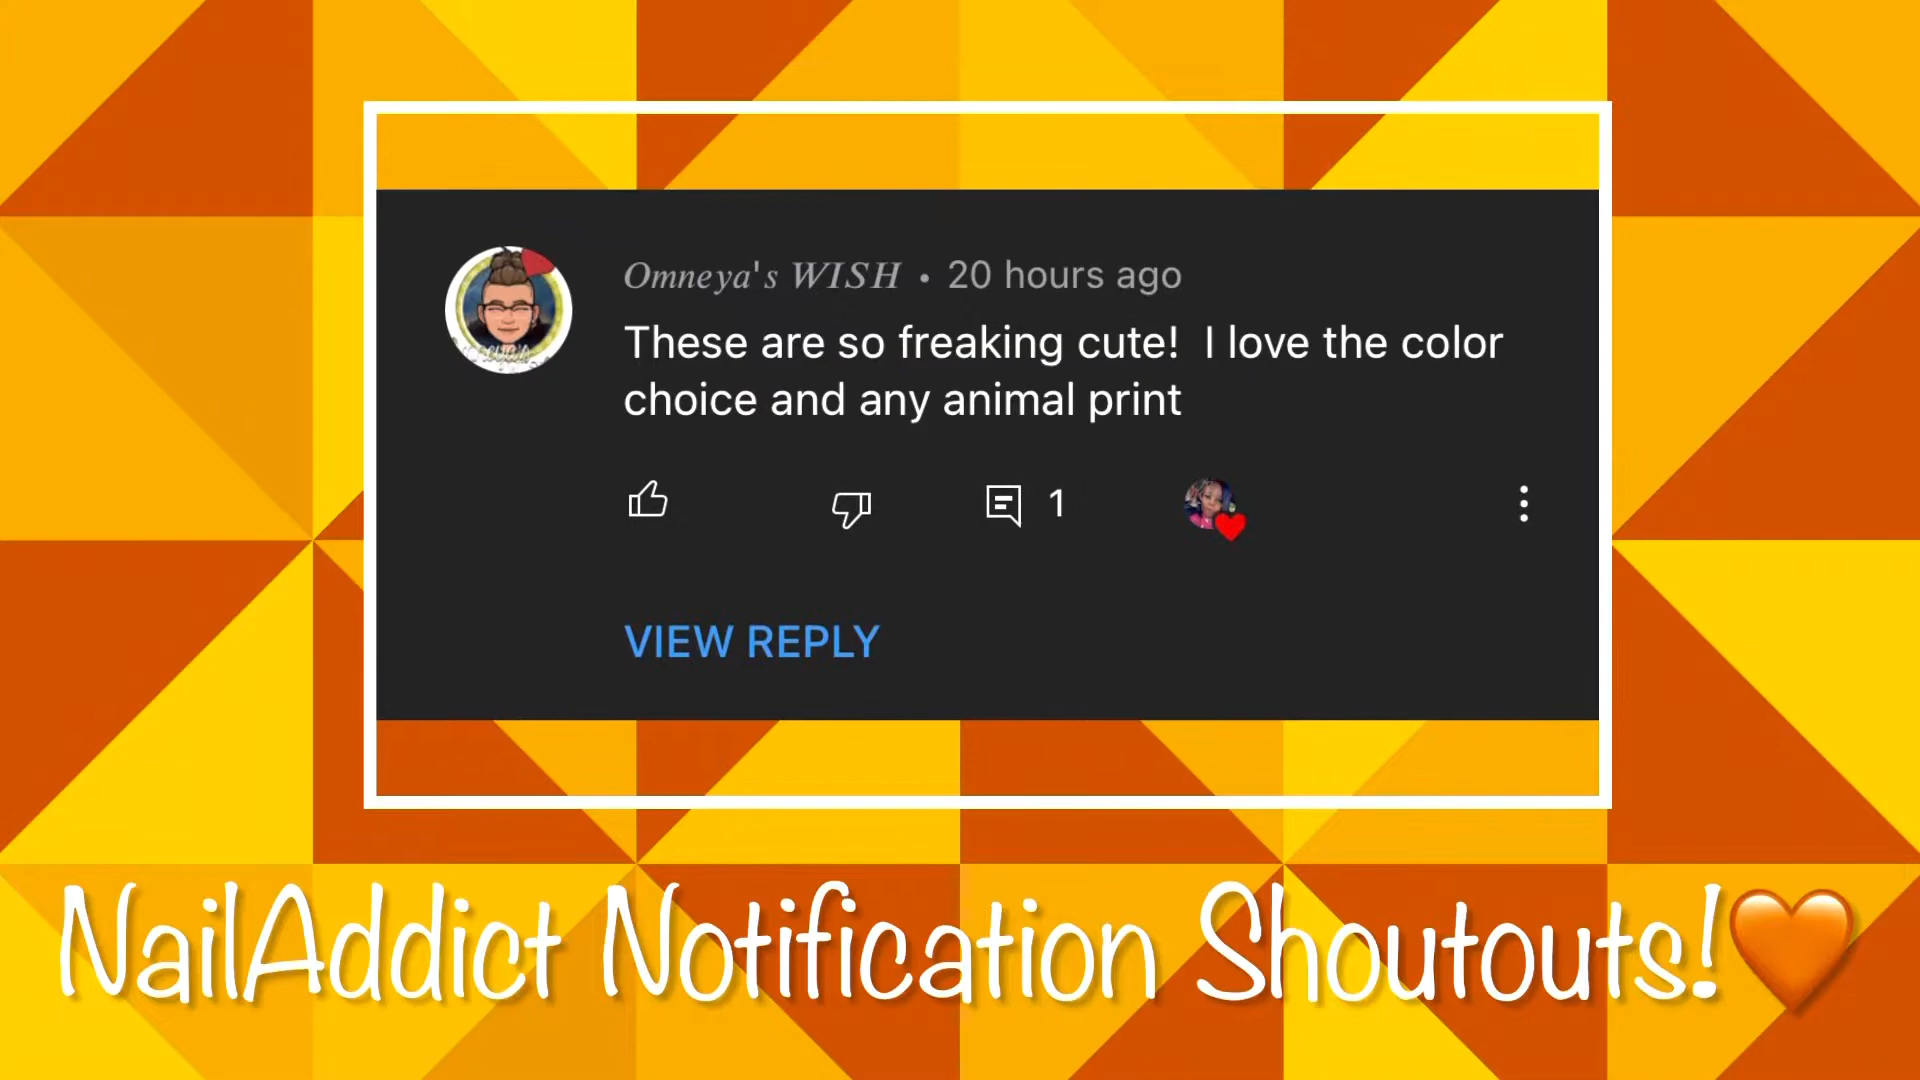 Omneya's WISH • 20 hours ago
These are so freaking cute!  I love the color
choice and any animal print
1
VIEW REPLY
NailAddict Notification Shoutouts!🧡